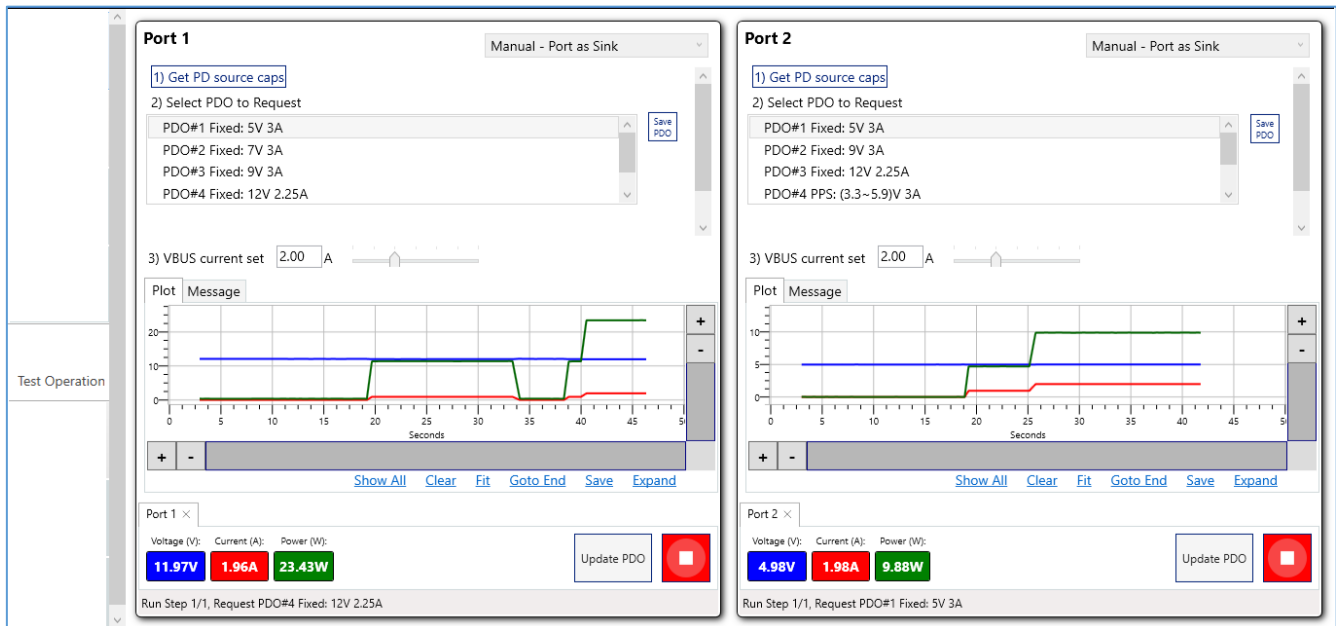 Test Operation
Port 1
Manual - Port as Sink
1) Get PD source caps
2) Select PDO to Request
PDO#1 Fixed: 5V 3A
PDO#2 Fixed: 7V 3A
PDO#3 Fixed: 9V 3A
PDO#4 Fixed: 12V 2.25A
Save
PDO
3) VBUS current set 2.00 A
Plot Message
20
10
0
0 5 10 15 20 25 30 35 40 45 5
Seconds
+
-
+ -
Show All Clear Fit Goto End Save Expand
Port 1 ×
Voltage (V): Current (A): Power (W):
11.97V 1.96A 23.43W
Update PDO
Run Step 1/1, Request PDO#4 Fixed: 12V 2.25A
Port 2
Manual - Port as Sink
1) Get PD source caps
2) Select PDO to Request
PDO#1 Fixed: 5V 3A
PDO#2 Fixed: 9V 3A
PDO#3 Fixed: 12V 2.25A
PDO#4 PPS: (3.3~5.9)V 3A
Save
PDO
3) VBUS current set 2.00 A
Plot Message
10
5
0
0 5 10 15 20 25 30 35 40 45 5
Seconds
+
-
+ -
Show All Clear Fit Goto End Save Expand
Port 2 ×
Voltage (V): Current (A): Power (W):
4.98V 1.98A 9.88W
Update PDO
Run Step 1/1, Request PDO#1 Fixed: 5V 3A